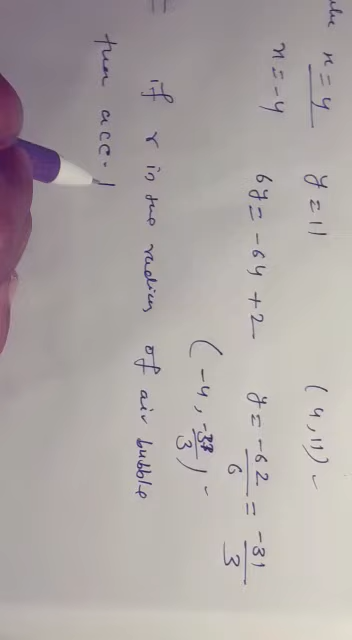 x = 4 y = 11 (4, 11)
x = -4 6y = -64 + 2 y = -62/6 = -31/3
(-4, -31/3)
if r is the radius of air bubble
then acc.